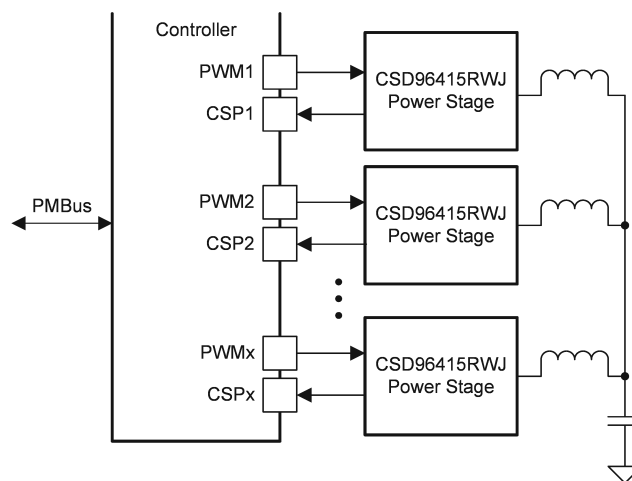 Controller
PWM1
CSP1
CSD96415RWJ
Power Stage
PMBus
PWM2
CSP2
CSD96415RWJ
Power Stage
PWMx
CSPx
CSD96415RWJ
Power Stage